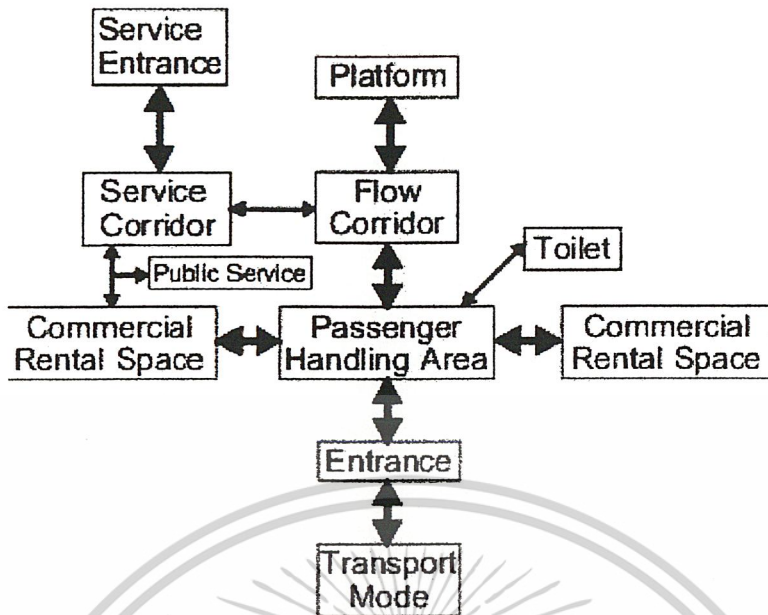 Service
Entrance
Platform
Service
Corridor
Flow
Corridor
Toilet
Public Service
Commercial
Rental Space
Passenger
Handling Area
Commercial
Rental Space
Entrance
Transport
Mode